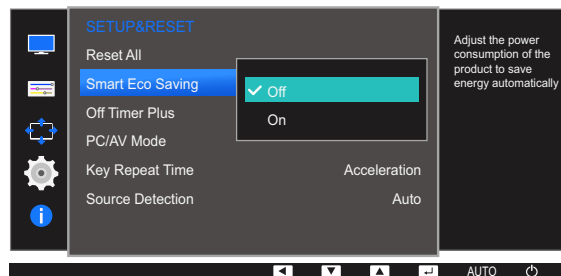 SETUP&RESET
Reset All
Smart Eco Saving
Off
On
Off Timer Plus
PC/AV Mode
Key Repeat Time Acceleration
Source Detection Auto
Adjust the power
consumption of the
product to save
energy automatically
AUTO